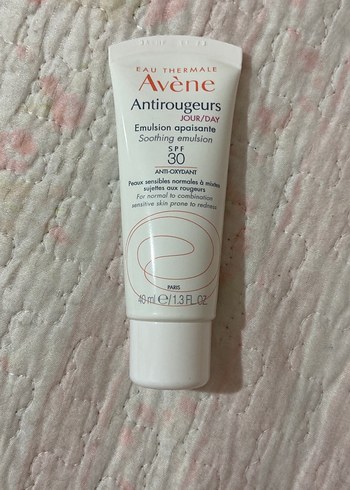 EAU THERMALE
Avène
Antirougeurs
JOUR/DAY
Emulsion apaisante
Soothing emulsion
SPF
30
ANTI-OXYDANT
Peaux sensibles normales à mixtes
sujettes aux rougeurs
For normal to combination
sensitive skin prone to redness
PARIS
40 ml e/1.3 FL.OZ.